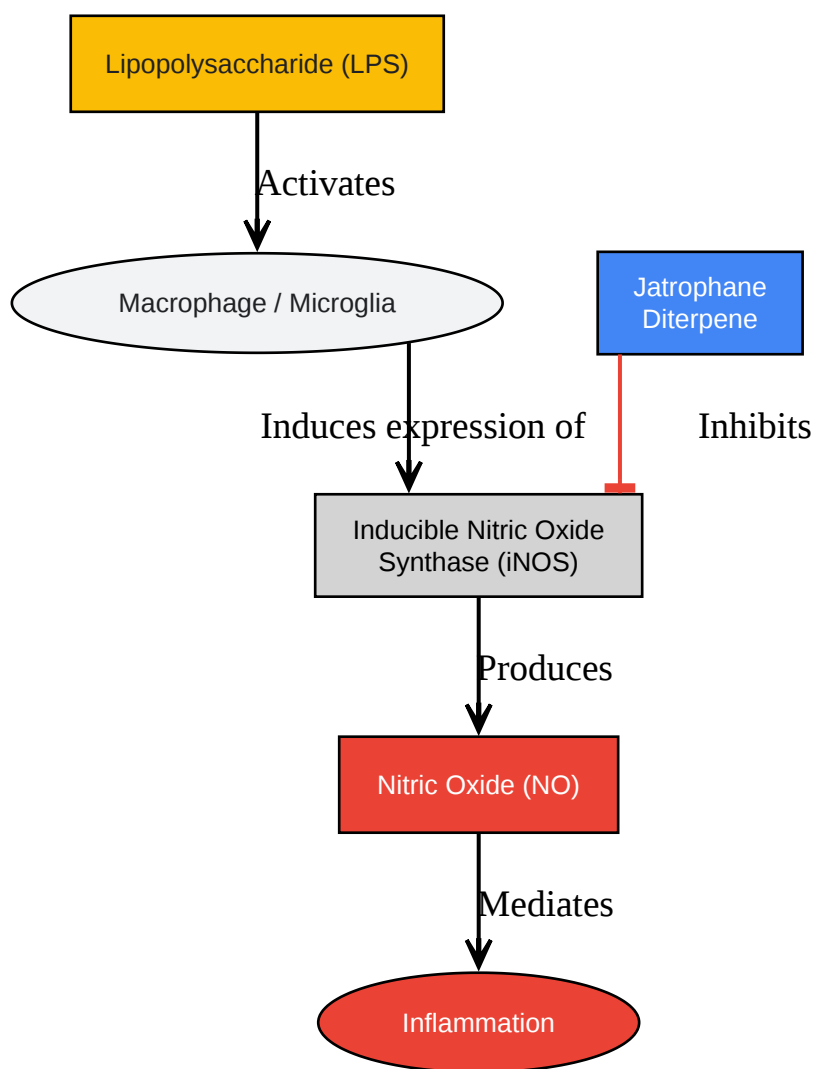 Lipopolysaccharide (LPS)
Activates
Macrophage / Microglia
Jatrophane
Diterpene
Induces expression of
Inhibits
Inducible Nitric Oxide
Synthase (iNOS)
Produces
Nitric Oxide (NO)
Mediates
Inflammation